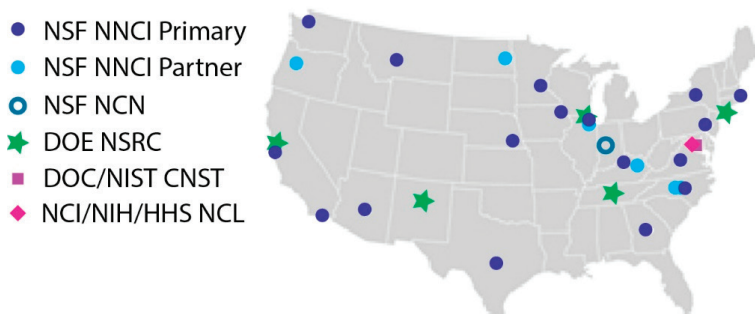 NSF NNCI Primary
NSF NNCI Partner
NSF NCN
DOE NSRC
DOC/NIST CNST
NCI/NIH/HHS NCL